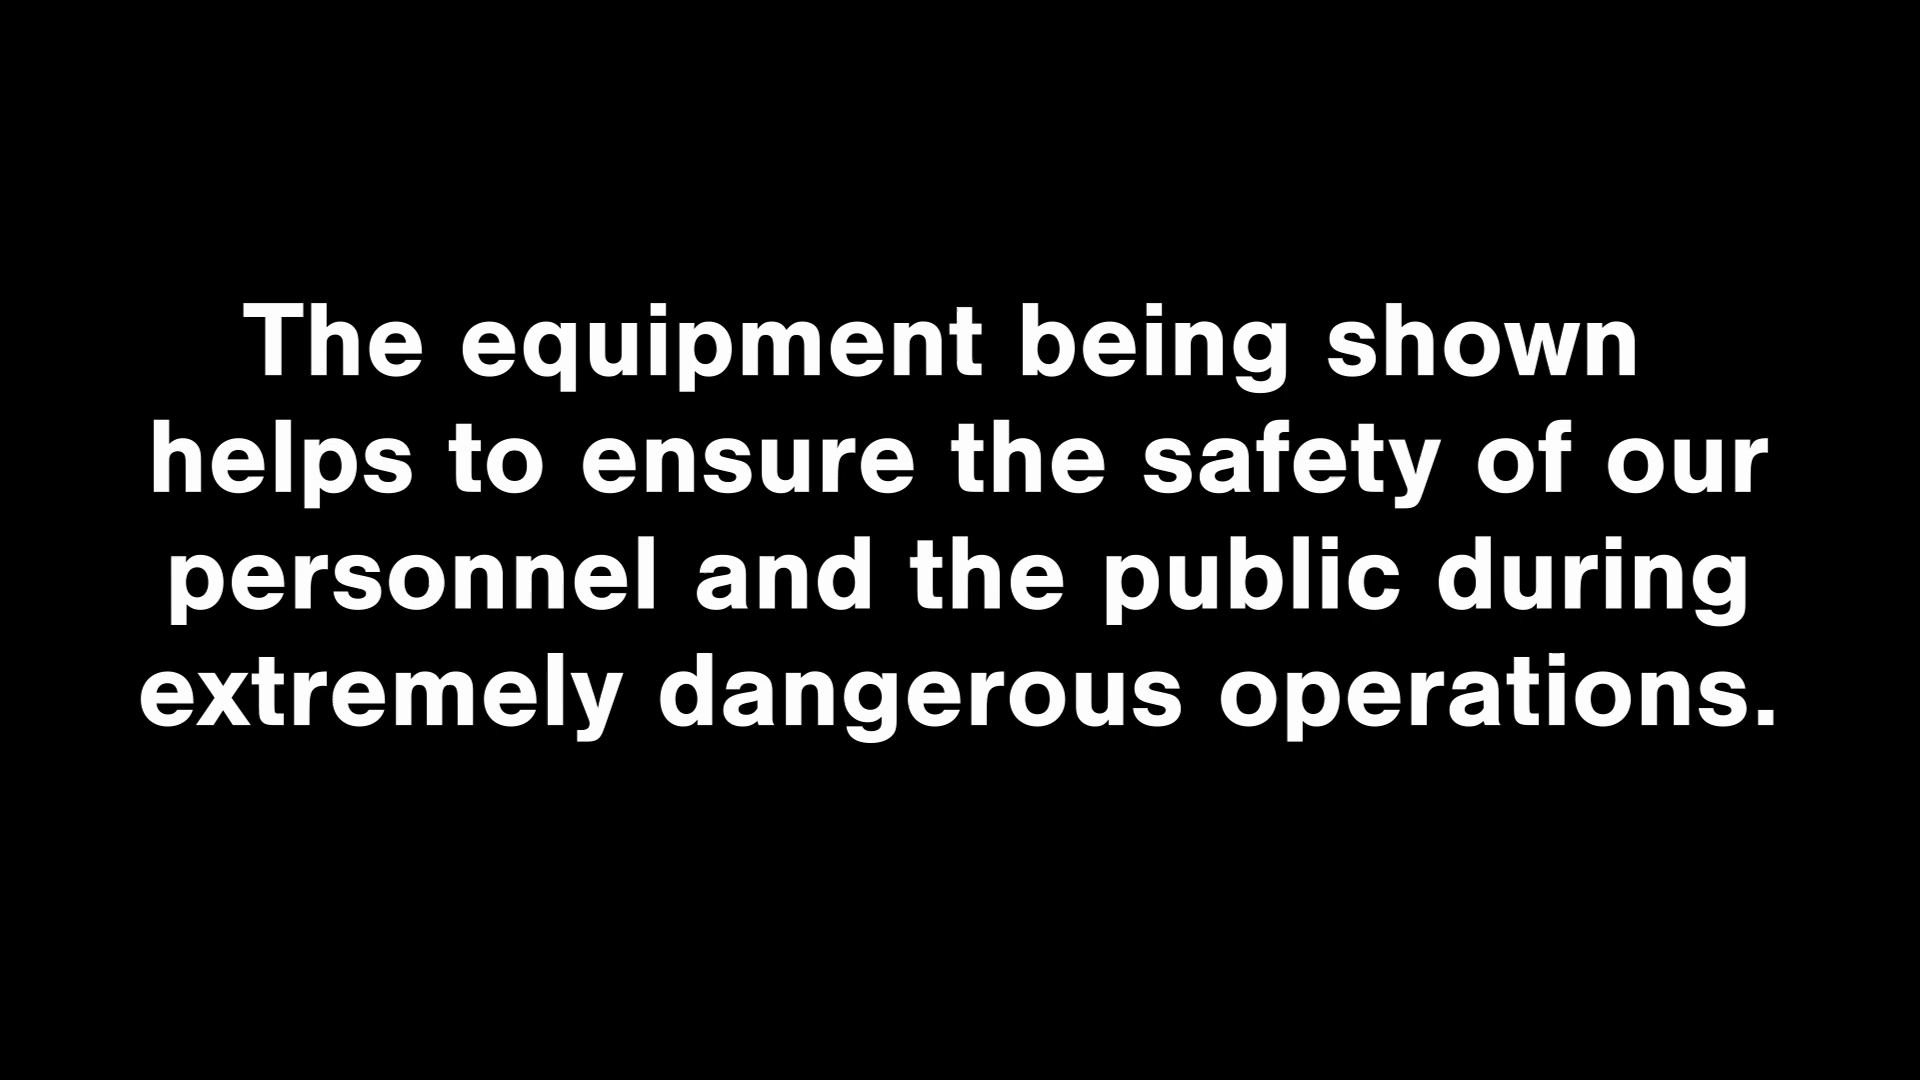 The equipment being shown
helps to ensure the safety of our
personnel and the public during
extremely dangerous operations.